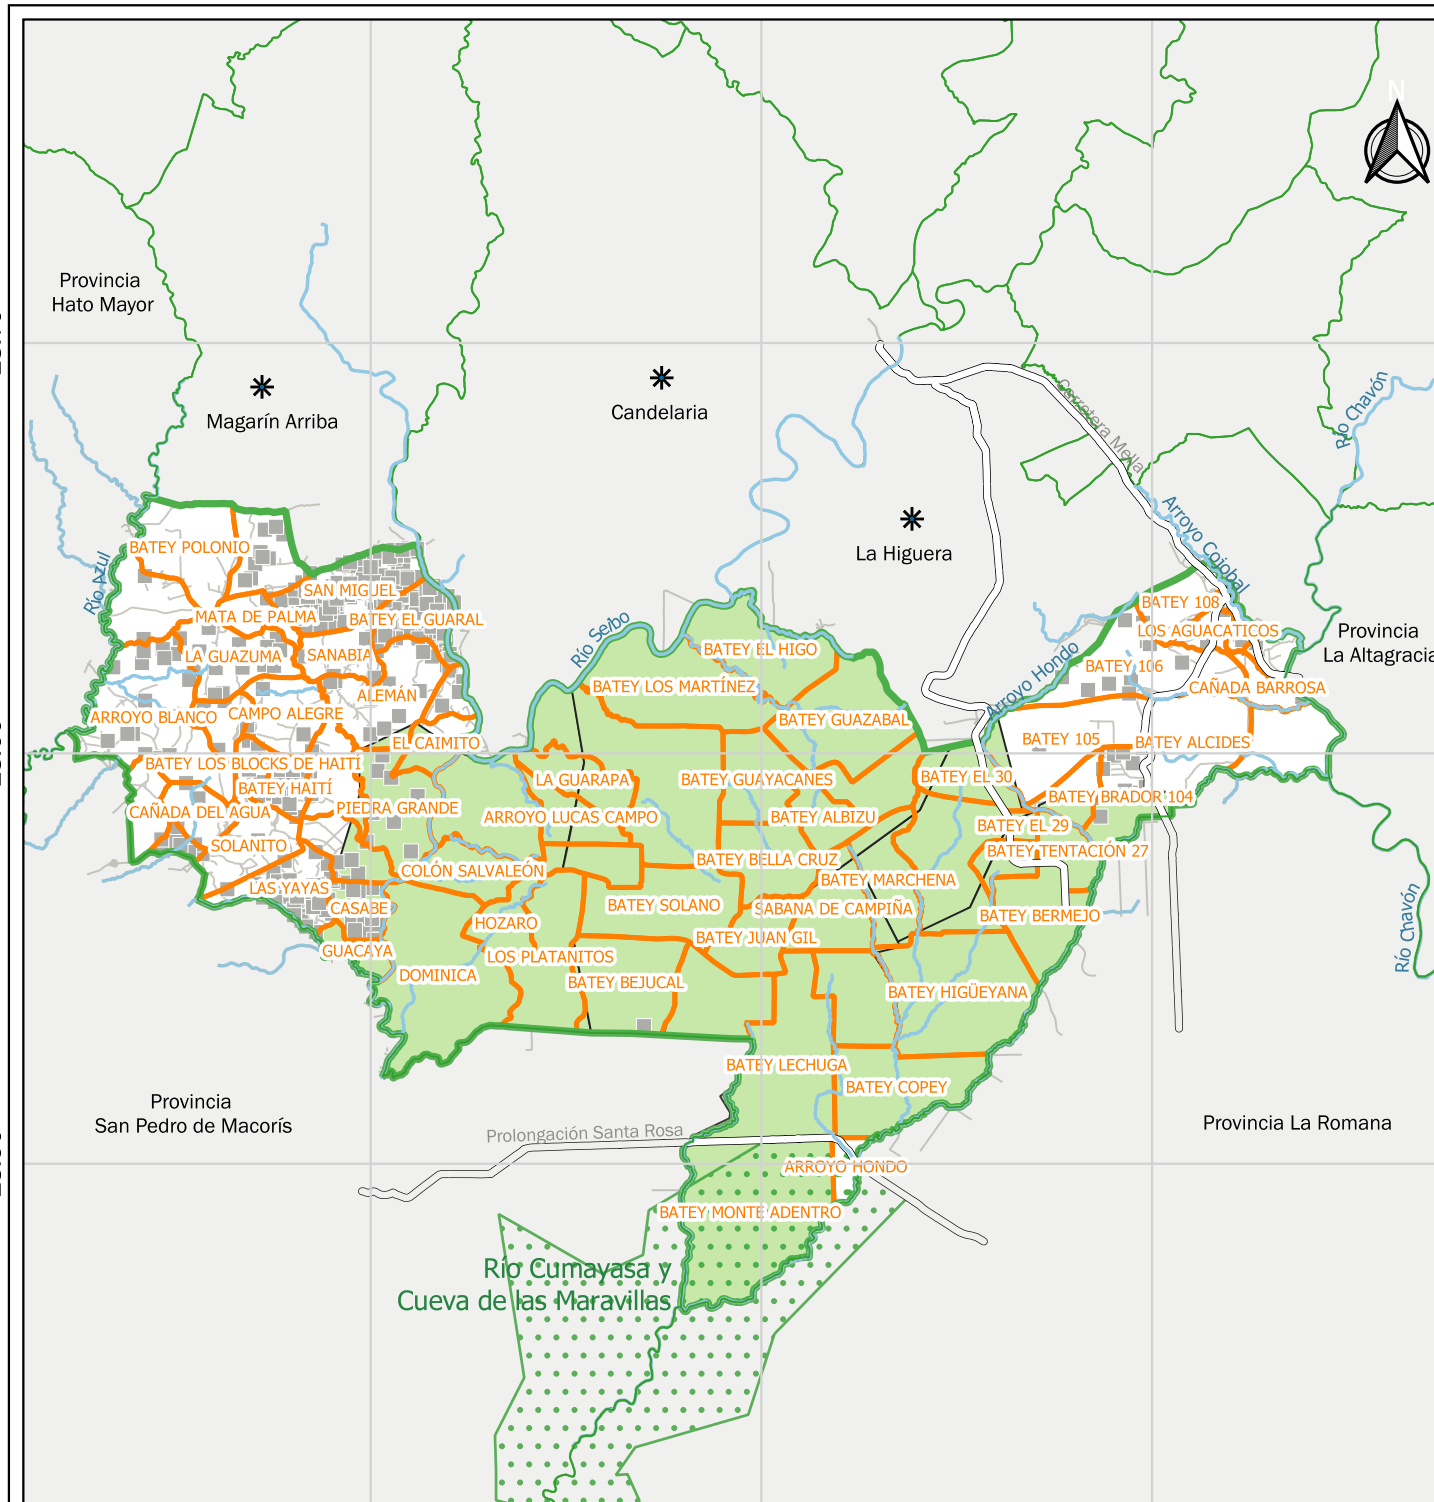 N
Provincia
Hato Mayor
Magarín Arriba
Candelaria
La Higuera
Carretera Mella
Río Chavón
Arroyo Cojobal
Río Azul
BATEY POLONIO
SAN MIGUEL
MATA DE PALMA
BATEY EL GUARAL
LA GUAZUMA
SANABIA
ALEMÁN
ARROYO BLANCO
CAMPO ALEGRE
EL CAIMITO
BATEY LOS BLOCKS DE HAITÍ
BATEY HAITÍ
CAÑADA DEL AGUA
PIEDRA GRANDE
SOLANITO
LAS YAYAS
CASABE
GUACAYA
DOMINICA
COLÓN SALVALEÓN
HOZARO
LOS PLATANITOS
BATEY BEJUCAL
Rio Seibo
BATEY EL HIGO
BATEY LOS MARTÍNEZ
BATEY GUAZABAL
LA GUARAPA
BATEY GUAYACANES
ARROYO LUCAS CAMPO
BATEY ALBIZU
BATEY BELLA CRUZ
BATEY MARCHENA
BATEY SOLANO
SABANA DE CAMPIÑA
BATEY JUAN GIL
BATEY EL 30
BATEY EL 29
BATEY TENTACIÓN 27
BATEY BERMEJO
BATEY HIGÜEYANA
BATEY LECHUGA
BATEY COPEY
Arroyo Hondo
BATEY 108
LOS AGUACATICOS
BATEY 106
CAÑADA BARROSA
BATEY 105
BATEY ALCIDES
BATEY BRADOR 104
Provincia
La Altagracia
Río Chavón
Provincia
San Pedro de Macorís
Prolongación Santa Rosa
Provincia La Romana
ARROYO HONDO
BATEY MONTE ADENTRO
Río Cumayasa y
Cueva de las Maravillas